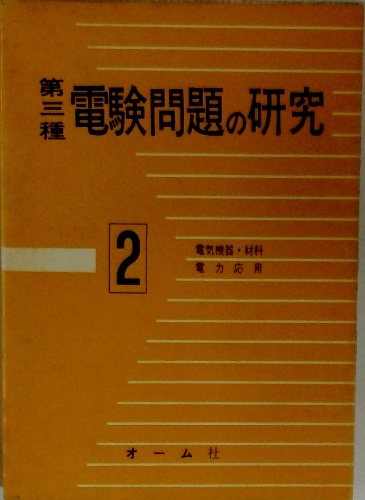 第三種
電験問題の研究
2
電気機器・材料
電力応用
オーム社